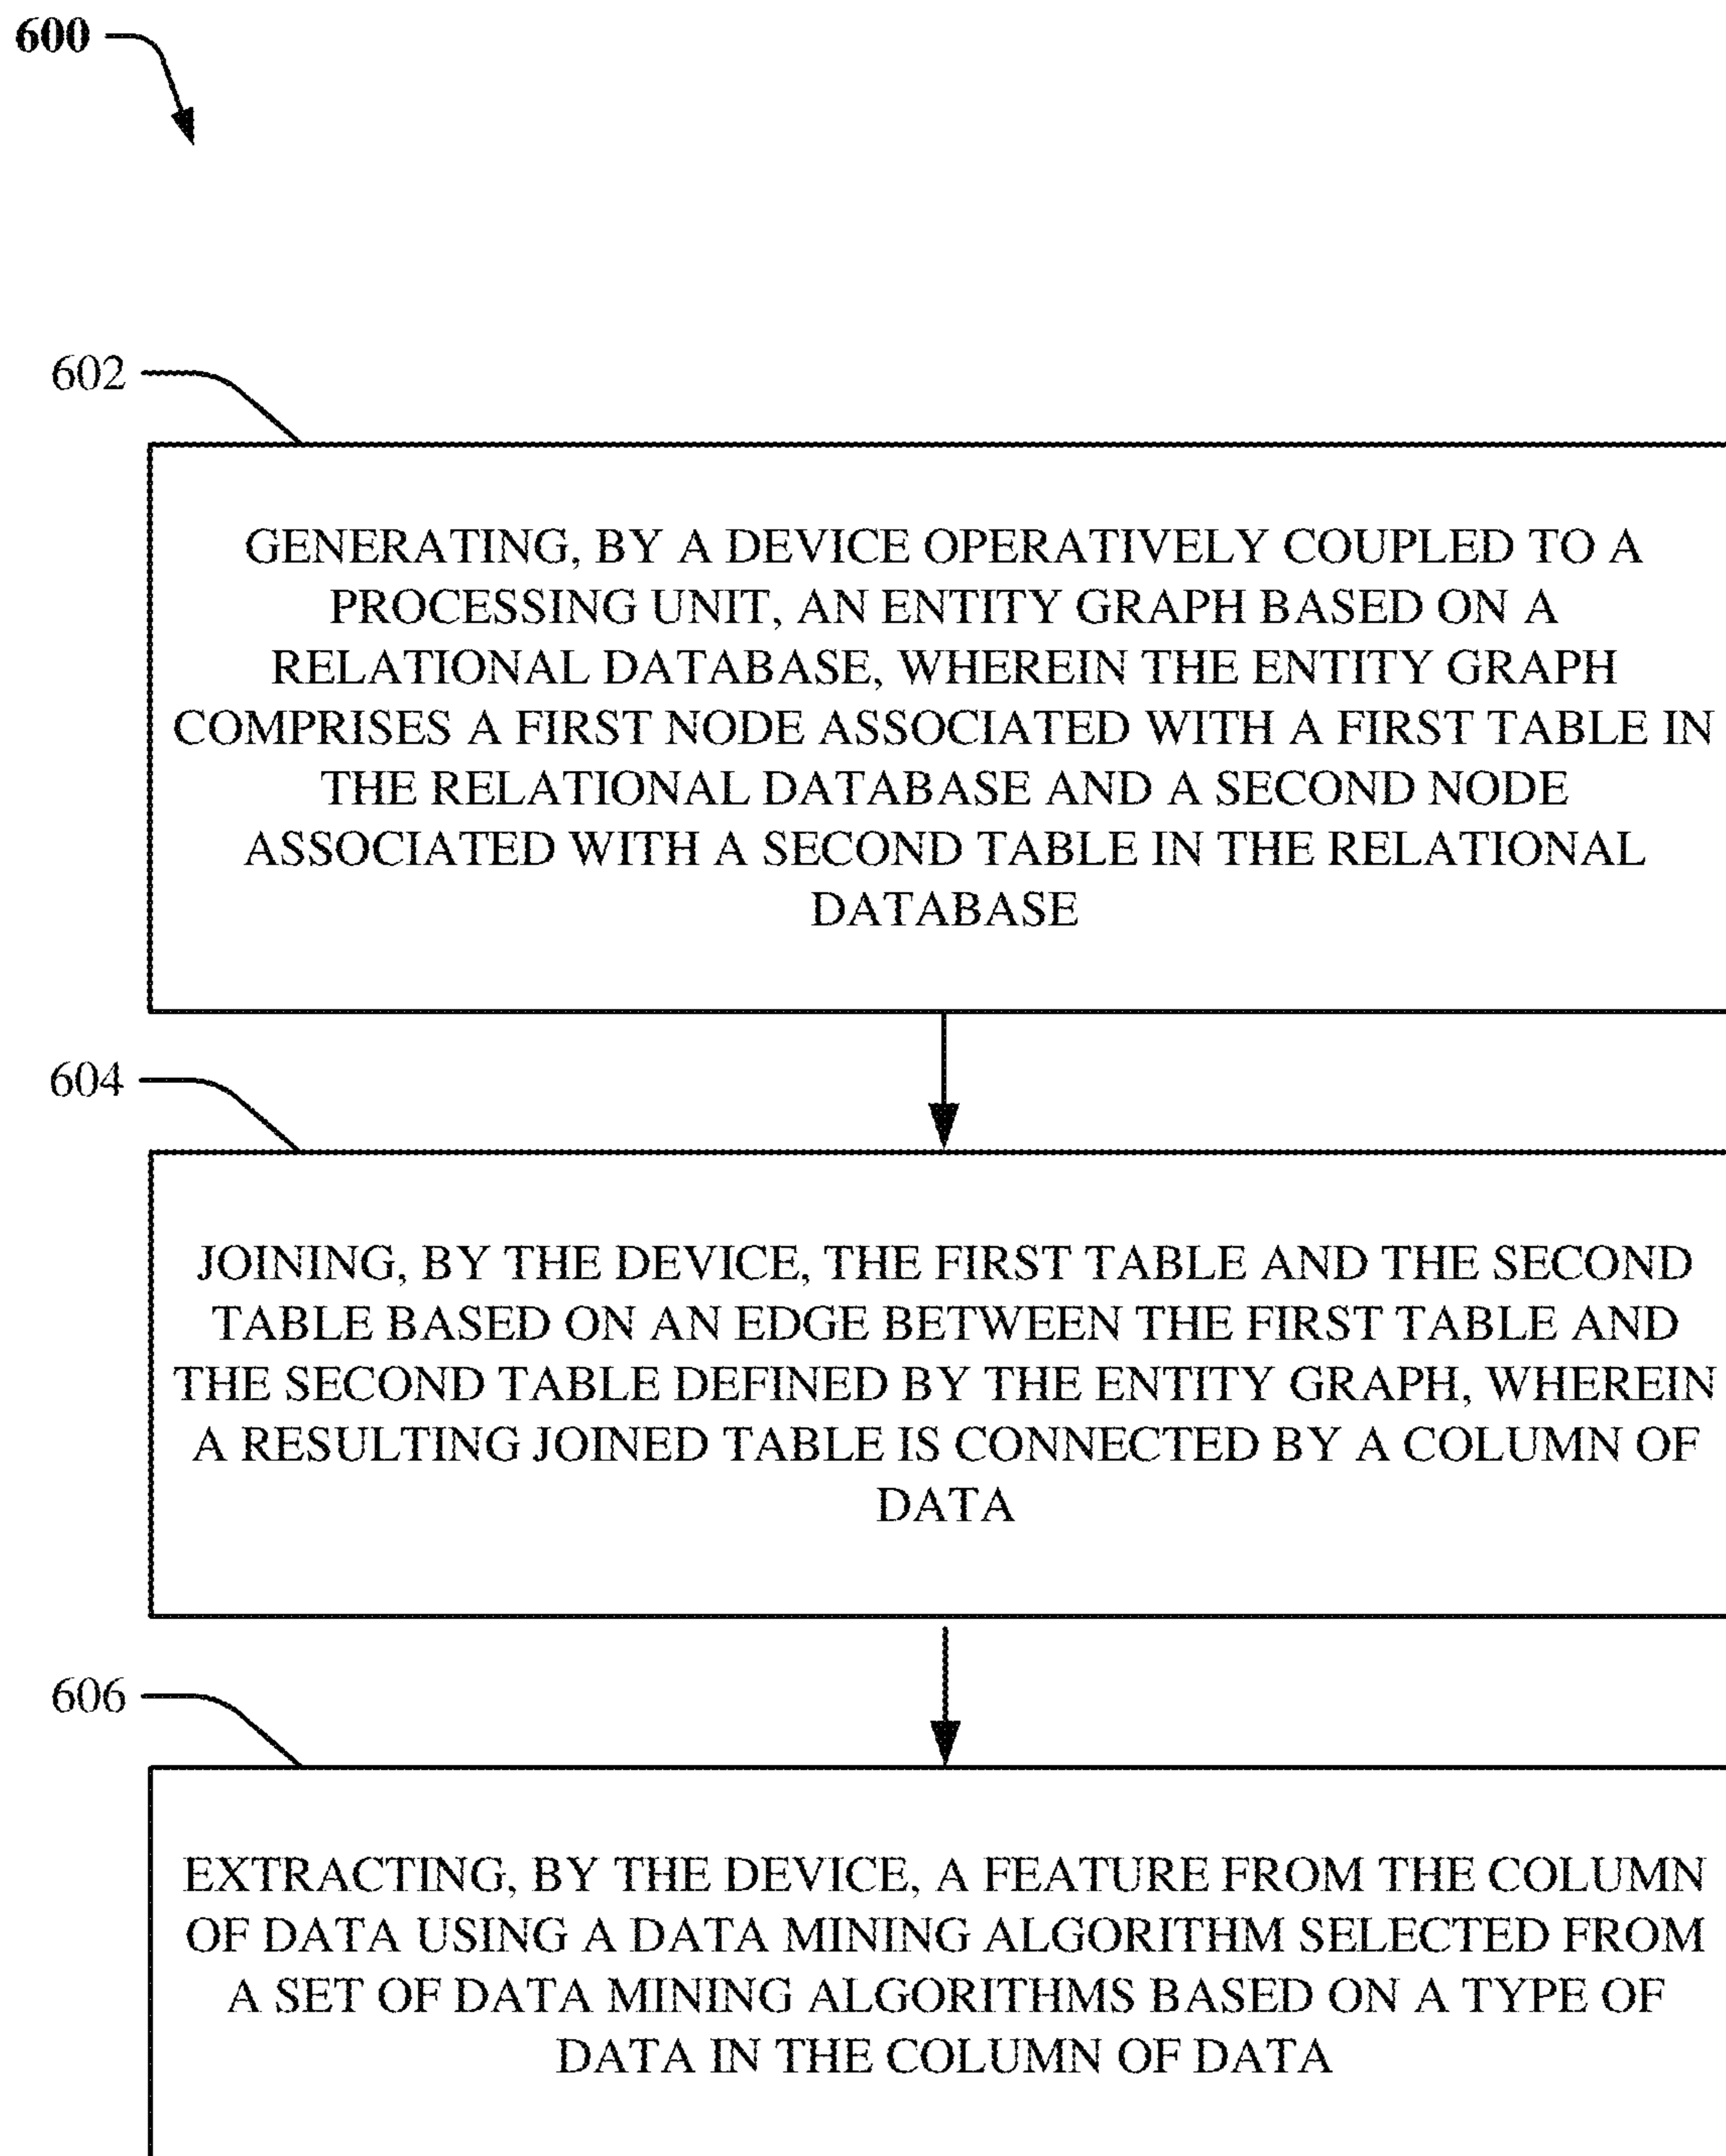 600
602
GENERATING, BY A DEVICE OPERATIVELY COUPLED TO A
PROCESSING UNIT, AN ENTITY GRAPH BASED ON A
RELATIONAL DATABASE, WHEREIN THE ENTITY GRAPH
COMPRISES A FIRST NODE ASSOCIATED WITH A FIRST TABLE IN
THE RELATIONAL DATABASE AND A SECOND NODE
ASSOCIATED WITH A SECOND TABLE IN THE RELATIONAL
DATABASE
604
JOINING, BY THE DEVICE, THE FIRST TABLE AND THE SECOND
TABLE BASED ON AN EDGE BETWEEN THE FIRST TABLE AND
THE SECOND TABLE DEFINED BY THE ENTITY GRAPH, WHEREIN
A RESULTING JOINED TABLE IS CONNECTED BY A COLUMN OF
DATA
606
EXTRACTING, BY THE DEVICE, A FEATURE FROM THE COLUMN
OF DATA USING A DATA MINING ALGORITHM SELECTED FROM
A SET OF DATA MINING ALGORITHMS BASED ON A TYPE OF
DATA IN THE COLUMN OF DATA